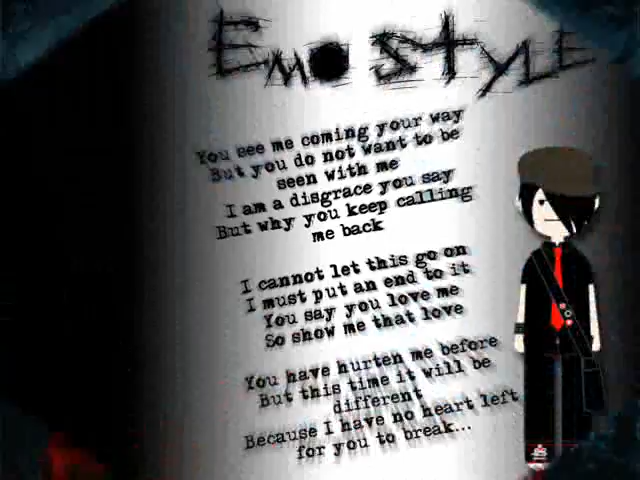 Emo Style
You see me coming your way
But you do not want to be
seen with me
I am a disgrace you say
But why you keep calling
me back
I cannot let this go on
I must put an end to it
You say you love me
So show me that love
You have hurten me before
But this time it will be
different
Because I have no heart left
for you to break...